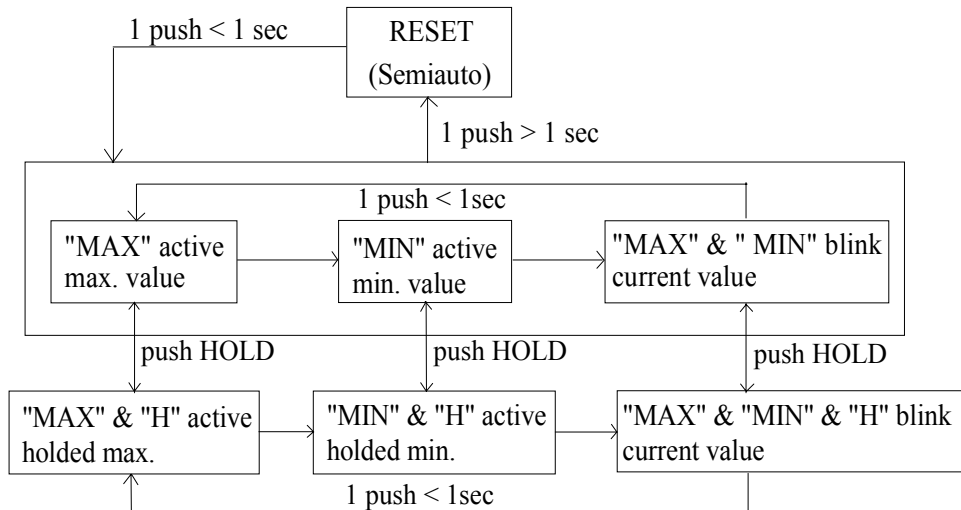 1 push < 1 sec
RESET
(Semiauto)
1 push > 1 sec
1 push < 1sec
"MAX" active
max. value
"MIN" active
min. value
"MAX" & " MIN" blink
current value
push HOLD
push HOLD
push HOLD
"MAX" & "H" active
holded max.
"MIN" & "H" active
holded min.
"MAX" & "MIN" & "H" blink
current value
1 push < 1sec